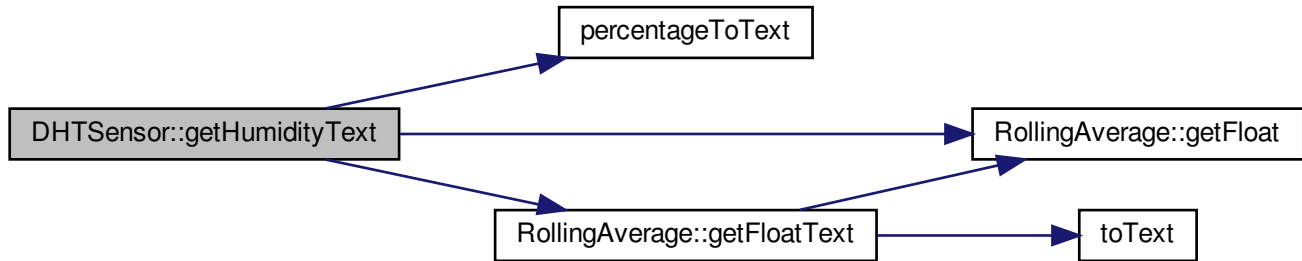 percentageToText
DHTSensor::getHumidityText
RollingAverage::getFloat
RollingAverage::getFloatText
toText